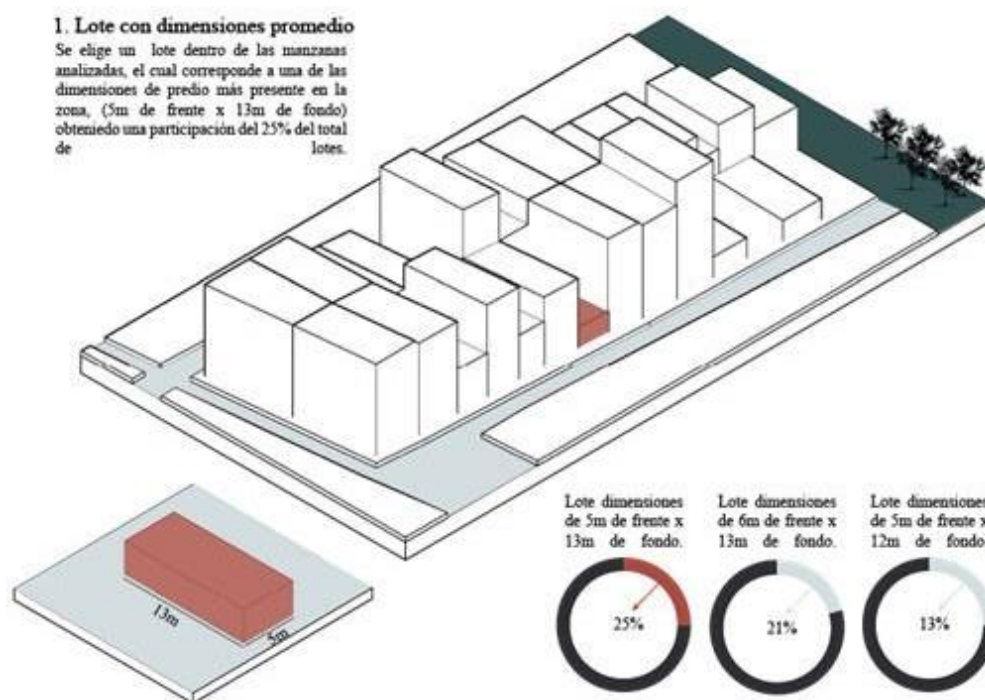 1. Lote con dimensiones promedio
Se elige un lote dentro de las manzanas
analizadas, el cual corresponde a una de las
dimensiones de predio más presente en la
zona, (5m de frente x 13m de fondo)
obteniedo una participación del 25% del total
de lotes.
13m
5m
Lote dimensiones
de 5m de frente x
13m de fondo.
25%
Lote dimensiones
de 6m de frente x
13m de fondo.
21%
Lote dimensiones
de 5m de frente x
12m de fondo.
13%